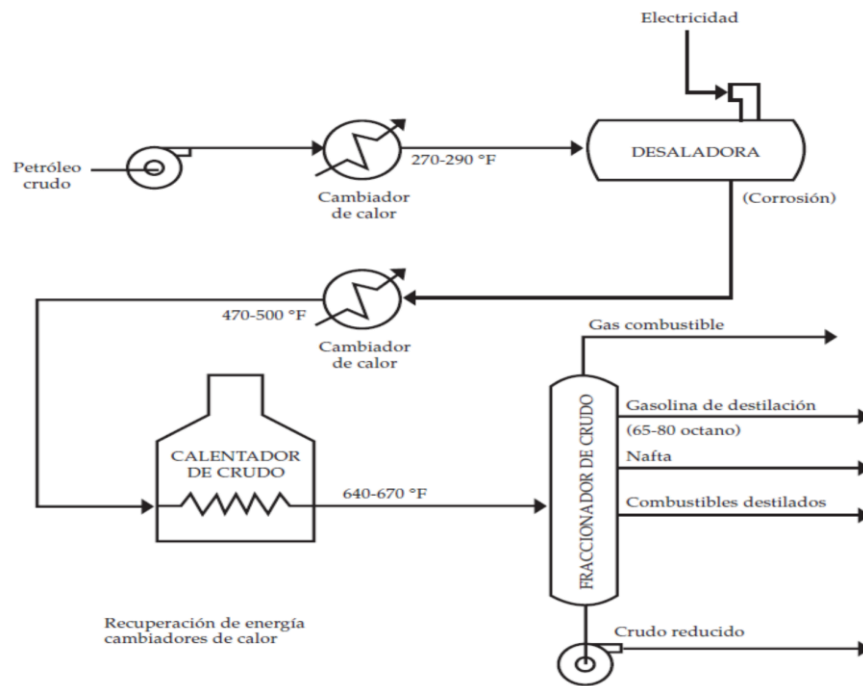 Electricidad
Petróleo
crudo
270-290 °F
DESALADORA
Cambiador
de calor
(Corrosión)
470-500 °F
Cambiador
de calor
Gas combustible
CALENTADOR
DE CRUDO
640-670 °F
FRACCIONADOR DE CRUDO
Gasolina de destilación
(65-80 octano)
Nafta
Combustibles destilados
Recuperación de energía
cambiadores de calor
Crudo reducido